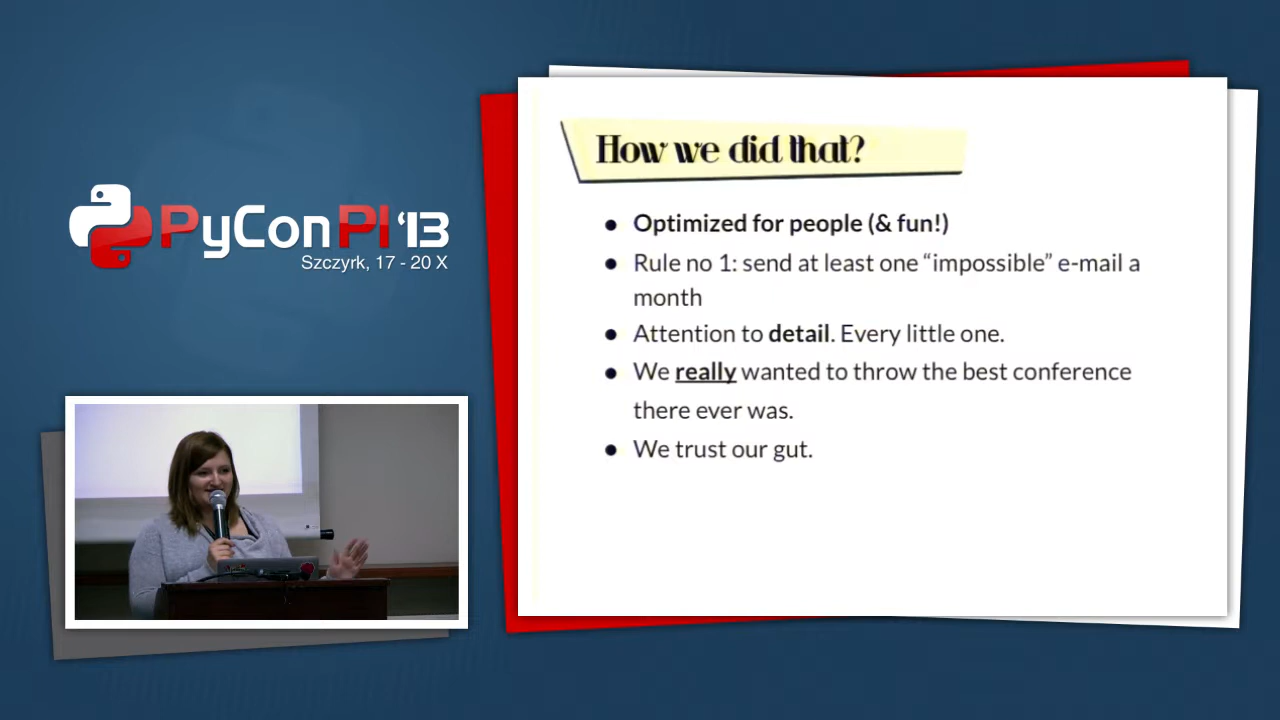 PyConPl '13
Szczyrk, 17 - 20 X
How we did that?
● Optimized for people (& fun!)
● Rule no 1: send at least one “impossible” e-mail a
month
● Attention to detail. Every little one.
● We really wanted to throw the best conference
there ever was.
● We trust our gut.